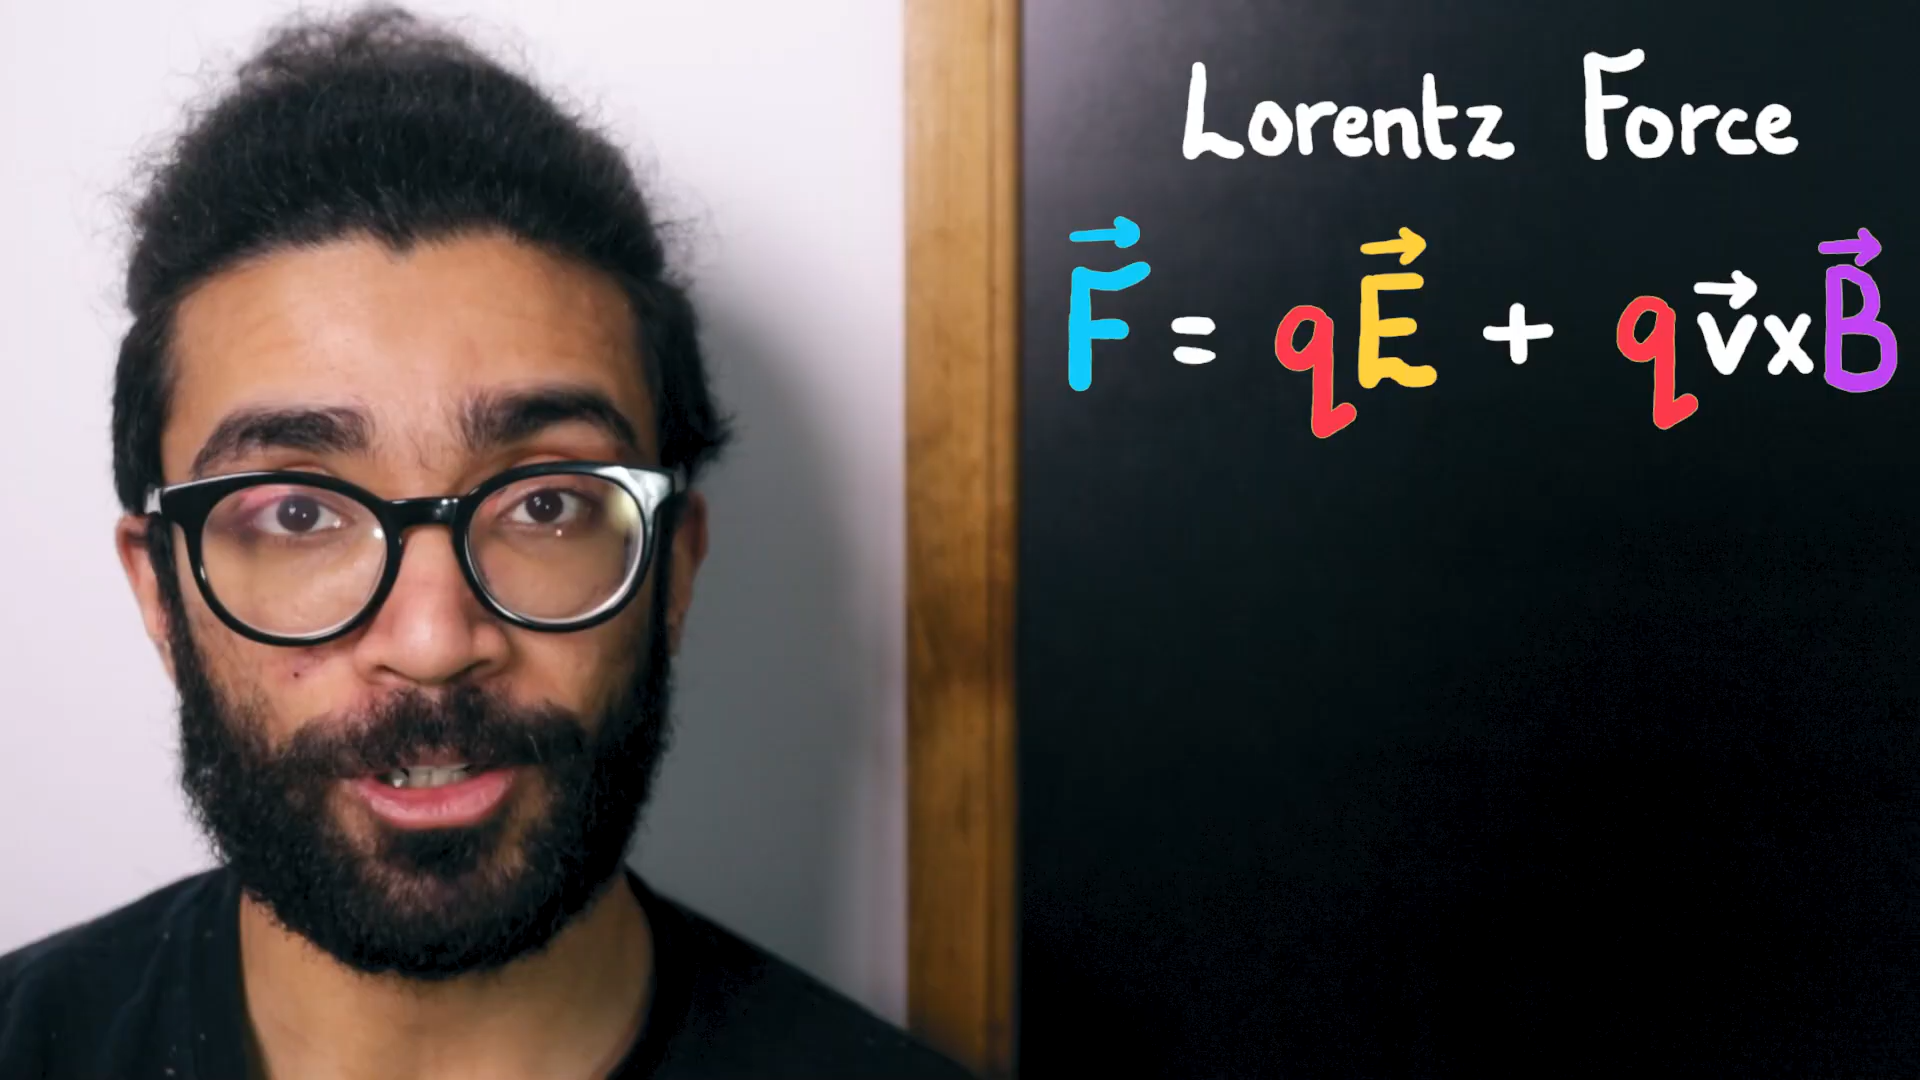 Lorentz Force
F⃗ = qE⃗ + qv⃗xB⃗